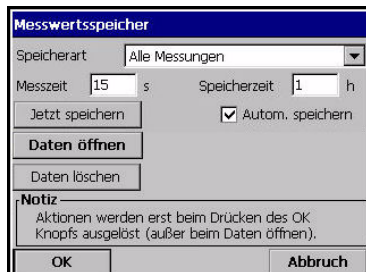 Messwertsspeicher
Speicherart Alle Messungen
Messzeit 15 s Speicherzeit 1 h
Jetzt speichern Autom. speichern
Daten öffnen
Daten löschen
Notiz
Aktionen werden erst beim Drücken des OK
Knopfs ausgelöst (außer beim Daten öffnen).
OK Abbruch